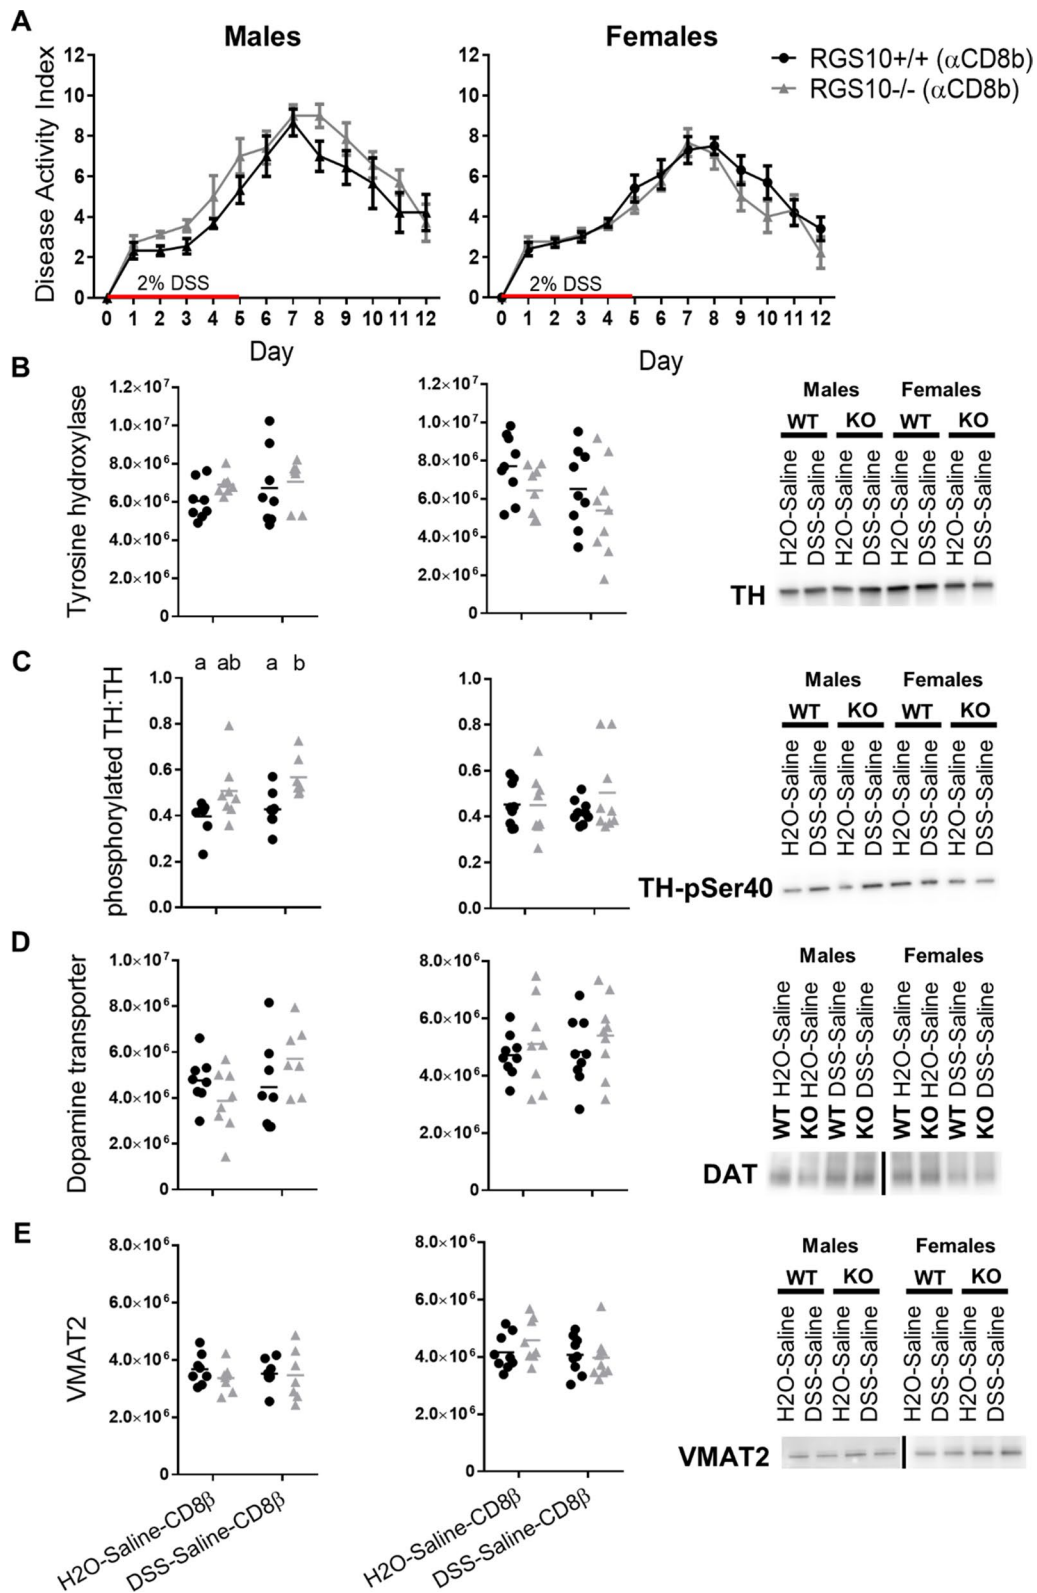 A
Males
Females
RGS10+/+ (αCD8b)
RGS10-/- (αCD8b)
Disease Activity Index
12
10
8
6
4
2
0
2% DSS
0 1 2 3 4 5 6 7 8 9 10 11 12
Day
12
10
8
6
4
2
0
2% DSS
0 1 2 3 4 5 6 7 8 9 10 11 12
Day
B
Tyrosine hydroxylase
1.2×10⁷
1.0×10⁷
8.0×10⁶
6.0×10⁶
4.0×10⁶
2.0×10⁶
0
1.2×10⁷
1.0×10⁷
8.0×10⁶
6.0×10⁶
4.0×10⁶
2.0×10⁶
0
Males Females
WT KO WT KO
H2O-Saline DSS-Saline H2O-Saline DSS-Saline H2O-Saline DSS-Saline H2O-Saline DSS-Saline
TH
C
phosphorylated TH:TH
a ab a b
1.0
0.8
0.6
0.4
0.2
0.0
1.0
0.8
0.6
0.4
0.2
0.0
Males Females
WT KO WT KO
H2O-Saline DSS-Saline H2O-Saline DSS-Saline H2O-Saline DSS-Saline H2O-Saline DSS-Saline
TH-pSer40
D
Dopamine transporter
1.0×10⁷
8.0×10⁶
6.0×10⁶
4.0×10⁶
2.0×10⁶
0
8.0×10⁶
6.0×10⁶
4.0×10⁶
2.0×10⁶
0
Males Females
WT H2O-Saline KO H2O-Saline WT DSS-Saline KO DSS-Saline WT H2O-Saline KO H2O-Saline WT DSS-Saline KO DSS-Saline
DAT
E
VMAT2
8.0×10⁶
6.0×10⁶
4.0×10⁶
2.0×10⁶
0
H2O-Saline-CD8β
DSS-Saline-CD8β
8.0×10⁶
6.0×10⁶
4.0×10⁶
2.0×10⁶
0
H2O-Saline-CD8β
DSS-Saline-CD8β
Males Females
WT KO WT KO
H2O-Saline DSS-Saline H2O-Saline DSS-Saline H2O-Saline DSS-Saline H2O-Saline DSS-Saline
VMAT2